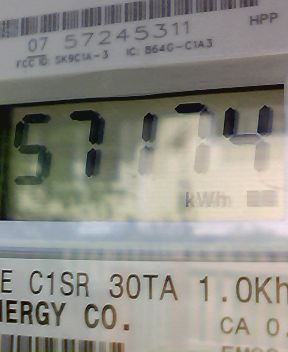 07 57245311 HPP
FCC ID: SK9C1A-3 IC: 864G-C1A3
57174
kWh
E C1SR 30TA 1.0Kh
NERGY CO.
CA 0.